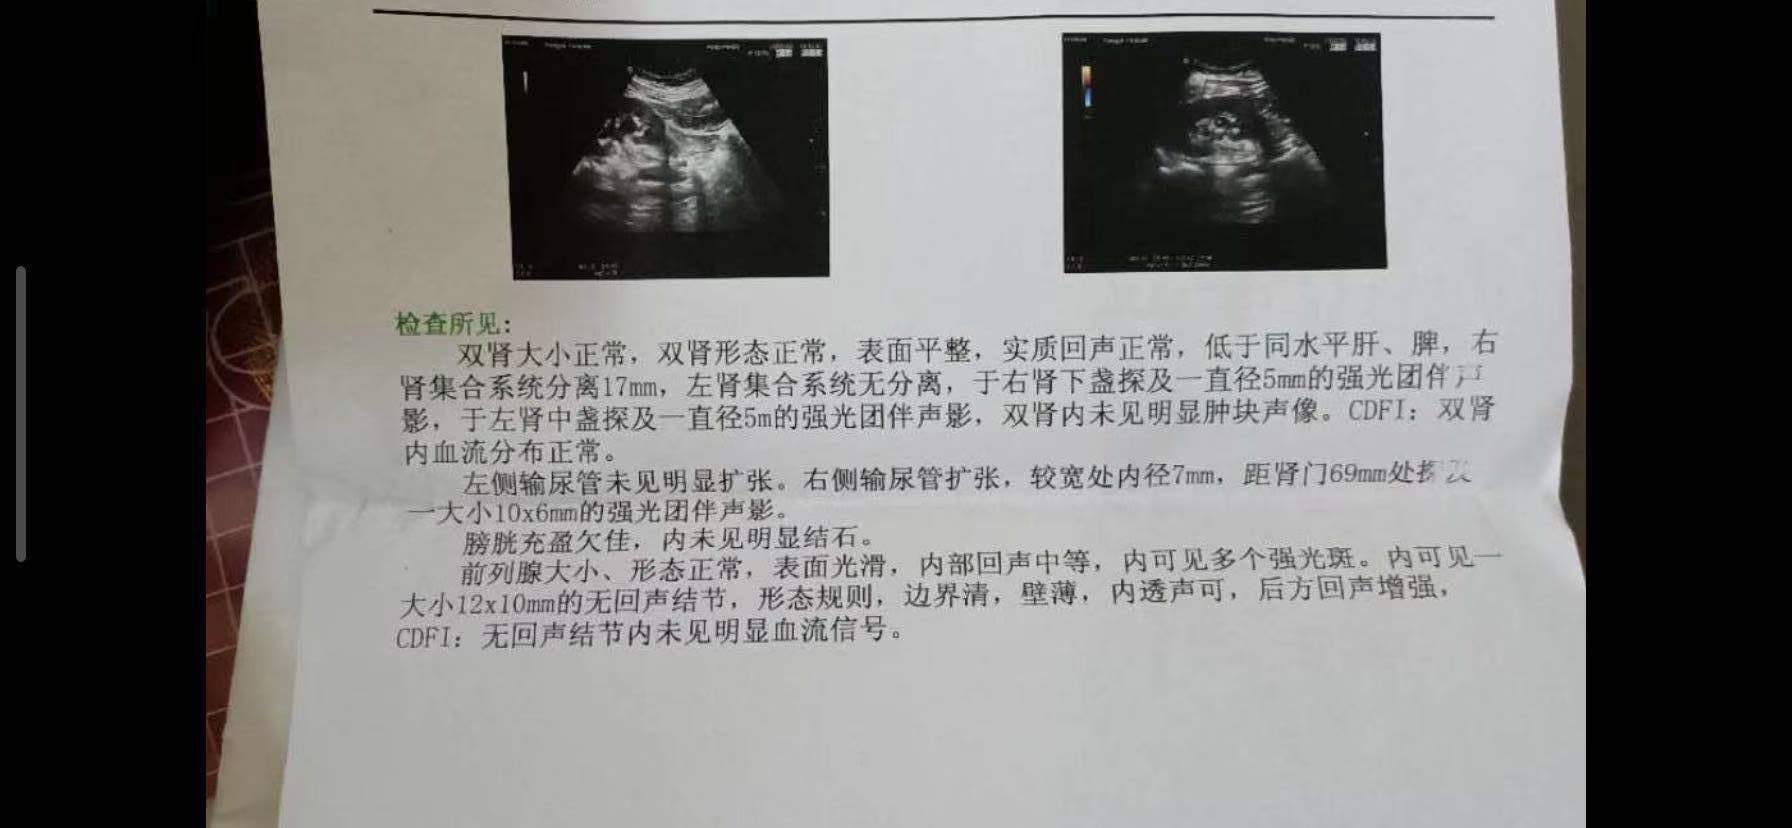 检查所见:
双肾大小正常，双肾形态正常，表面平整，实质回声正常，低于同水平肝、脾，右
肾集合系统分离17mm，左肾集合系统无分离，于右肾下盏探及一直径5mm的强光团伴声
影，于左肾中盏探及一直径5m的强光团伴声影，双肾内未见明显肿块声像。CDFI：双肾
内血流分布正常。
左侧输尿管未见明显扩张。右侧输尿管扩张，较宽处内径7mm，距肾门69mm处探及
一大小10x6mm的强光团伴声影。
膀胱充盈欠佳，内未见明显结石。
前列腺大小、形态正常，表面光滑，内部回声中等，内可见多个强光斑。内可见一
大小12x10mm的无回声结节，形态规则，边界清，壁薄，内透声可，后方回声增强，
CDFI：无回声结节内未见明显血流信号。